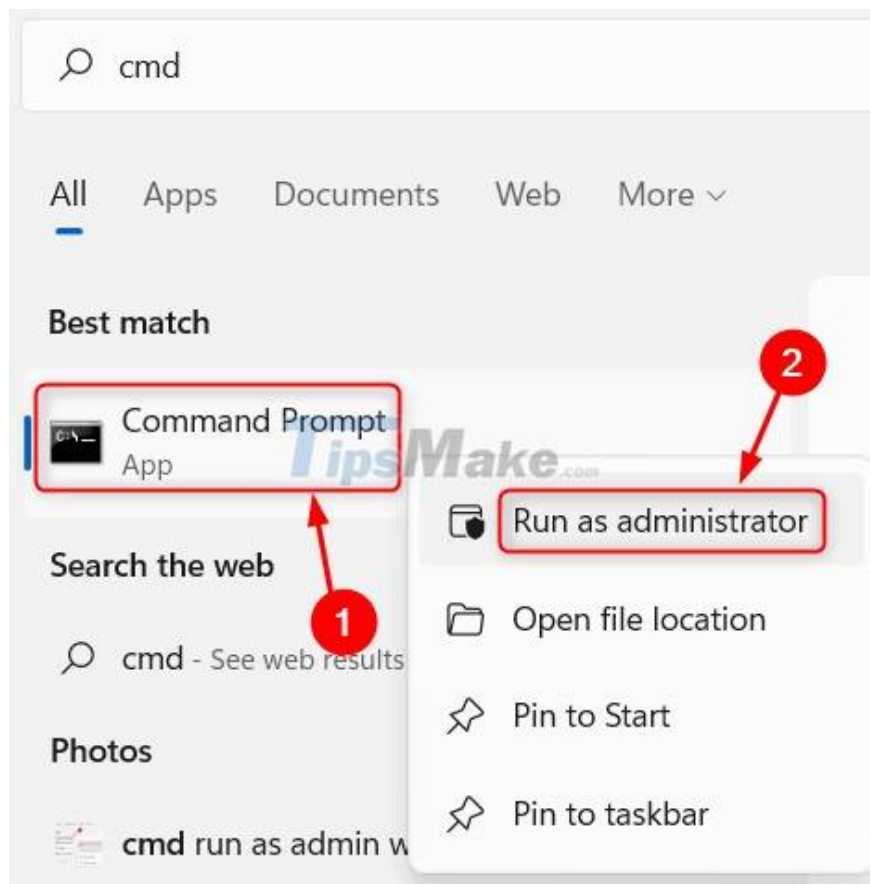 cmd
All Apps Documents Web More
Best match
2
Command Prompt
App
TipsMake.com
Run as administrator
Search the web
1
Open file location
cmd - See web results
Pin to Start
Photos
Pin to taskbar
cmd run as admin w